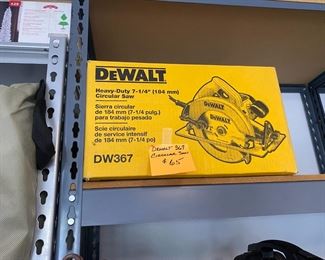 DEWALT
Heavy-Duty 7-1/4" (184 mm)
Circular Saw
Sierra circular
de 184 mm (7-1/4 pulg.)
para trabajo pesado
Scie circulaire
de service intensif
de 184 mm (7-1/4 po)
DW367
DEWALT
DeWALT 367
CIRCULAR SAW
$65